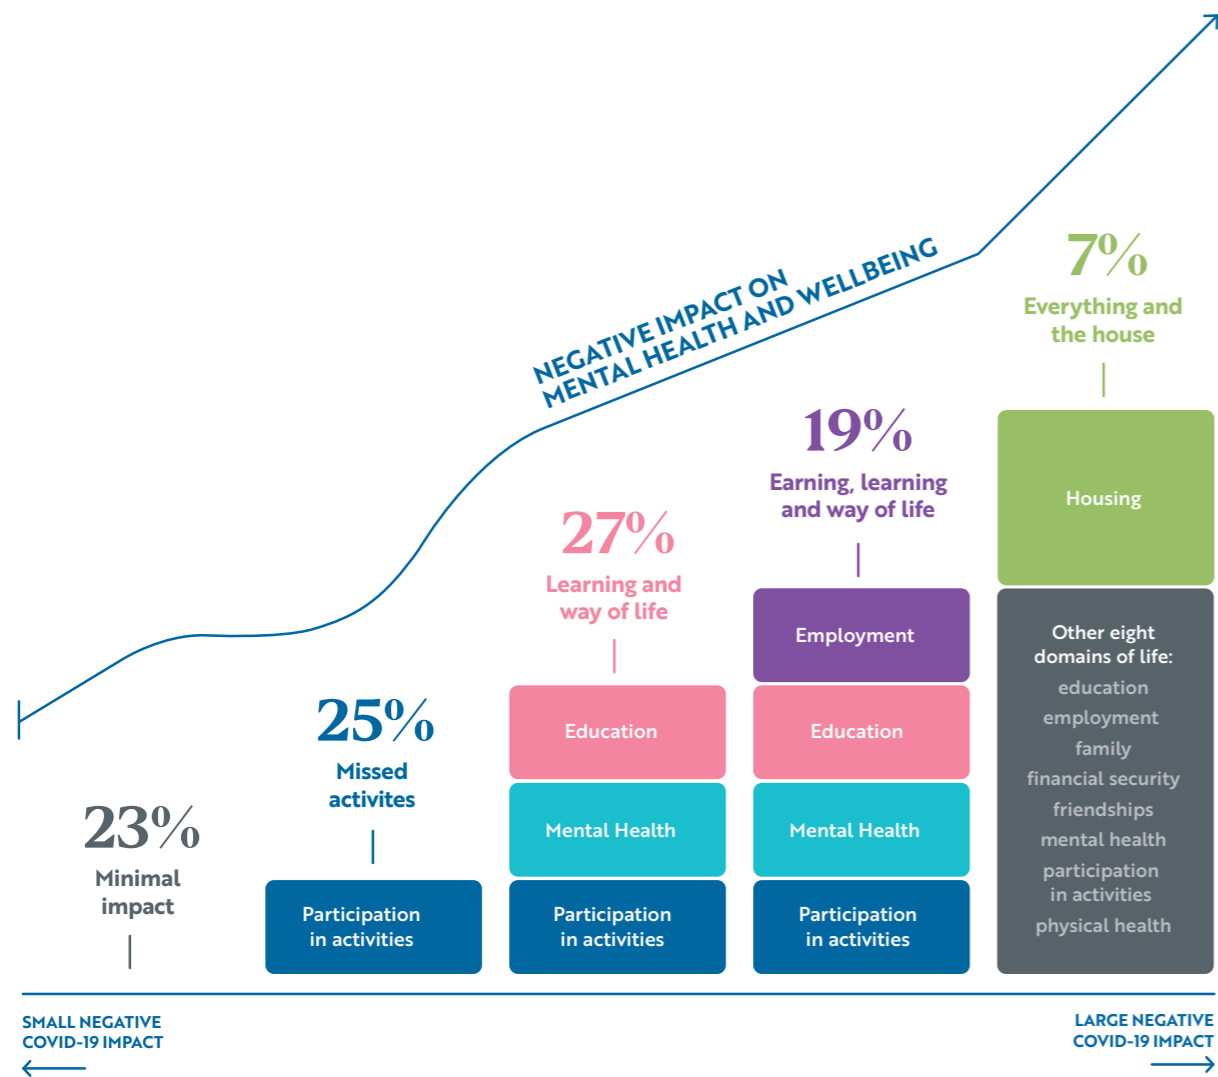 NEGATIVE IMPACT ON
MENTAL HEALTH AND WELLBEING
23%
Minimal
impact
25%
Missed
activites
Participation
in activities
27%
Learning and
way of life
Education
Mental Health
Participation
in activities
19%
Earning, learning
and way of life
Employment
Education
Mental Health
Participation
in activities
7%
Everything and
the house
Housing
Other eight
domains of life:
education
employment
family
financial security
friendships
mental health
participation
in activities
physical health
SMALL NEGATIVE
COVID-19 IMPACT
LARGE NEGATIVE
COVID-19 IMPACT